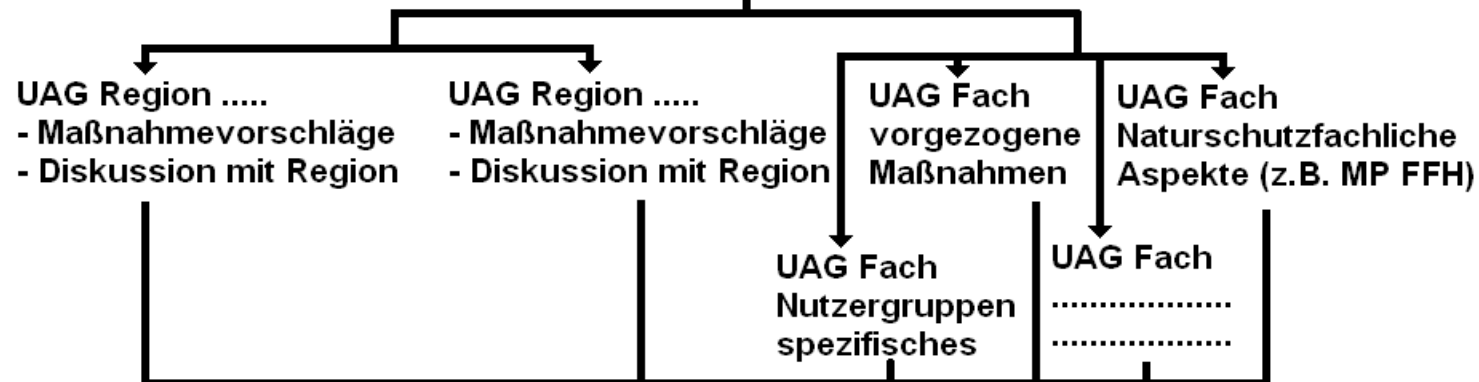 UAG Region .....
- Maßnahmevorschläge
- Diskussion mit Region
UAG Region .....
- Maßnahmevorschläge
- Diskussion mit Region
UAG Fach
vorgezogene
Maßnahmen
UAG Fach
Naturschutzfachliche
Aspekte (z.B. MP FFH)
UAG Fach
Nutzergruppen
spezifisches
UAG Fach
...................
...................